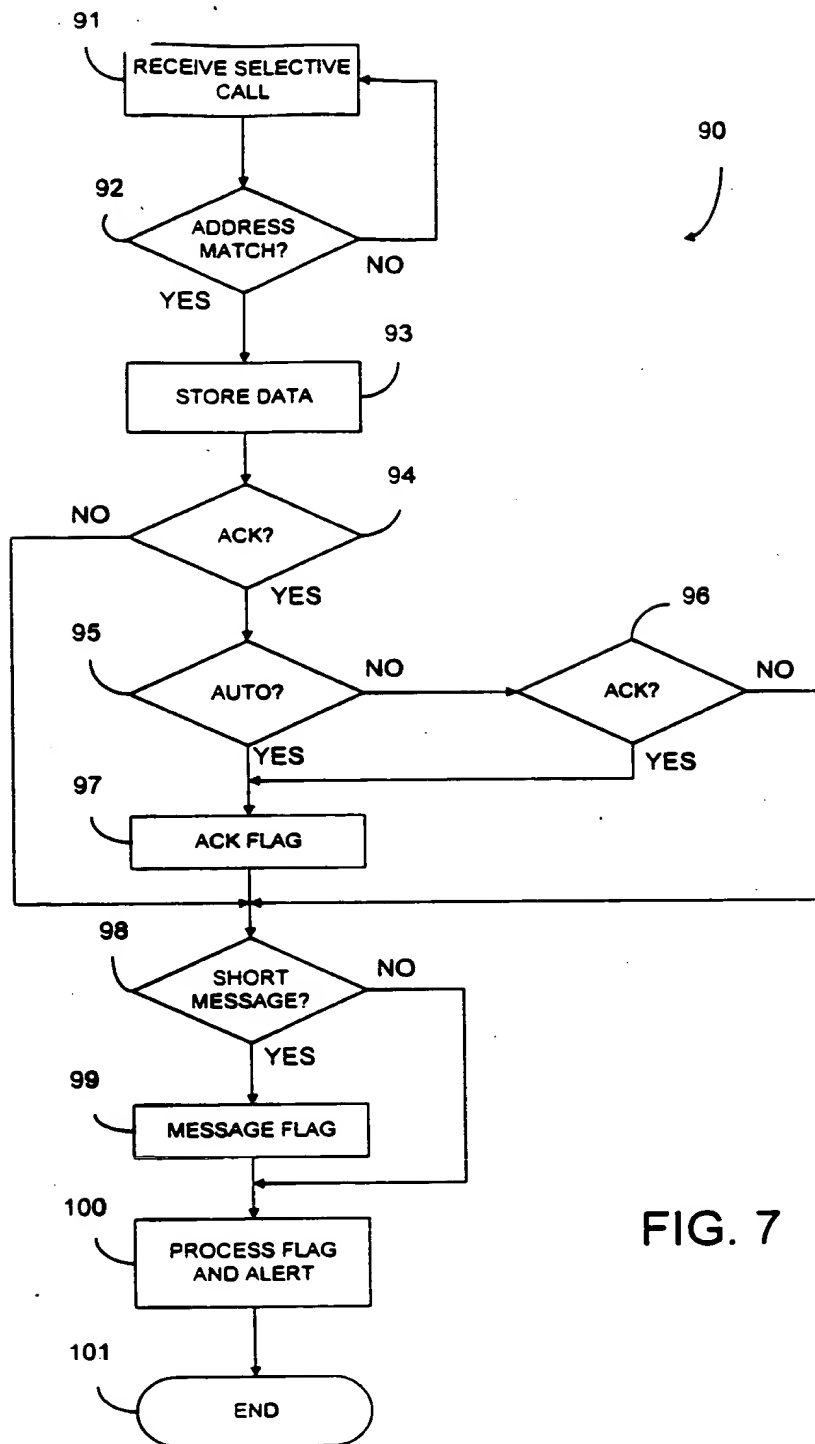 91
RECEIVE SELECTIVE
CALL
90
92
ADDRESS
MATCH?
NO
YES
93
STORE DATA
94
NO
ACK?
YES
96
95
AUTO?
NO
ACK?
NO
YES
YES
97
ACK FLAG
98
SHORT
MESSAGE?
NO
YES
99
MESSAGE FLAG
100
PROCESS FLAG
AND ALERT
FIG. 7
101
END